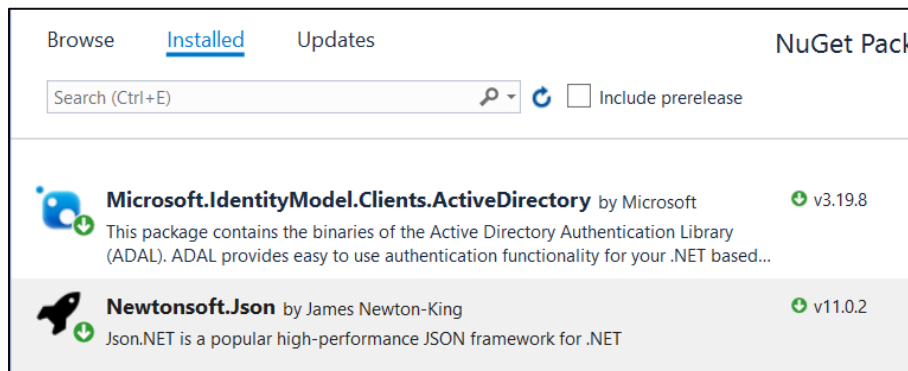 Browse Installed Updates NuGet Pack
Search (Ctrl+E) Include prerelease
Microsoft.IdentityModel.Clients.ActiveDirectory by Microsoft v3.19.8
This package contains the binaries of the Active Directory Authentication Library
(ADAL). ADAL provides easy to use authentication functionality for your .NET based...
Newtonsoft.Json by James Newton-King v11.0.2
Json.NET is a popular high-performance JSON framework for .NET